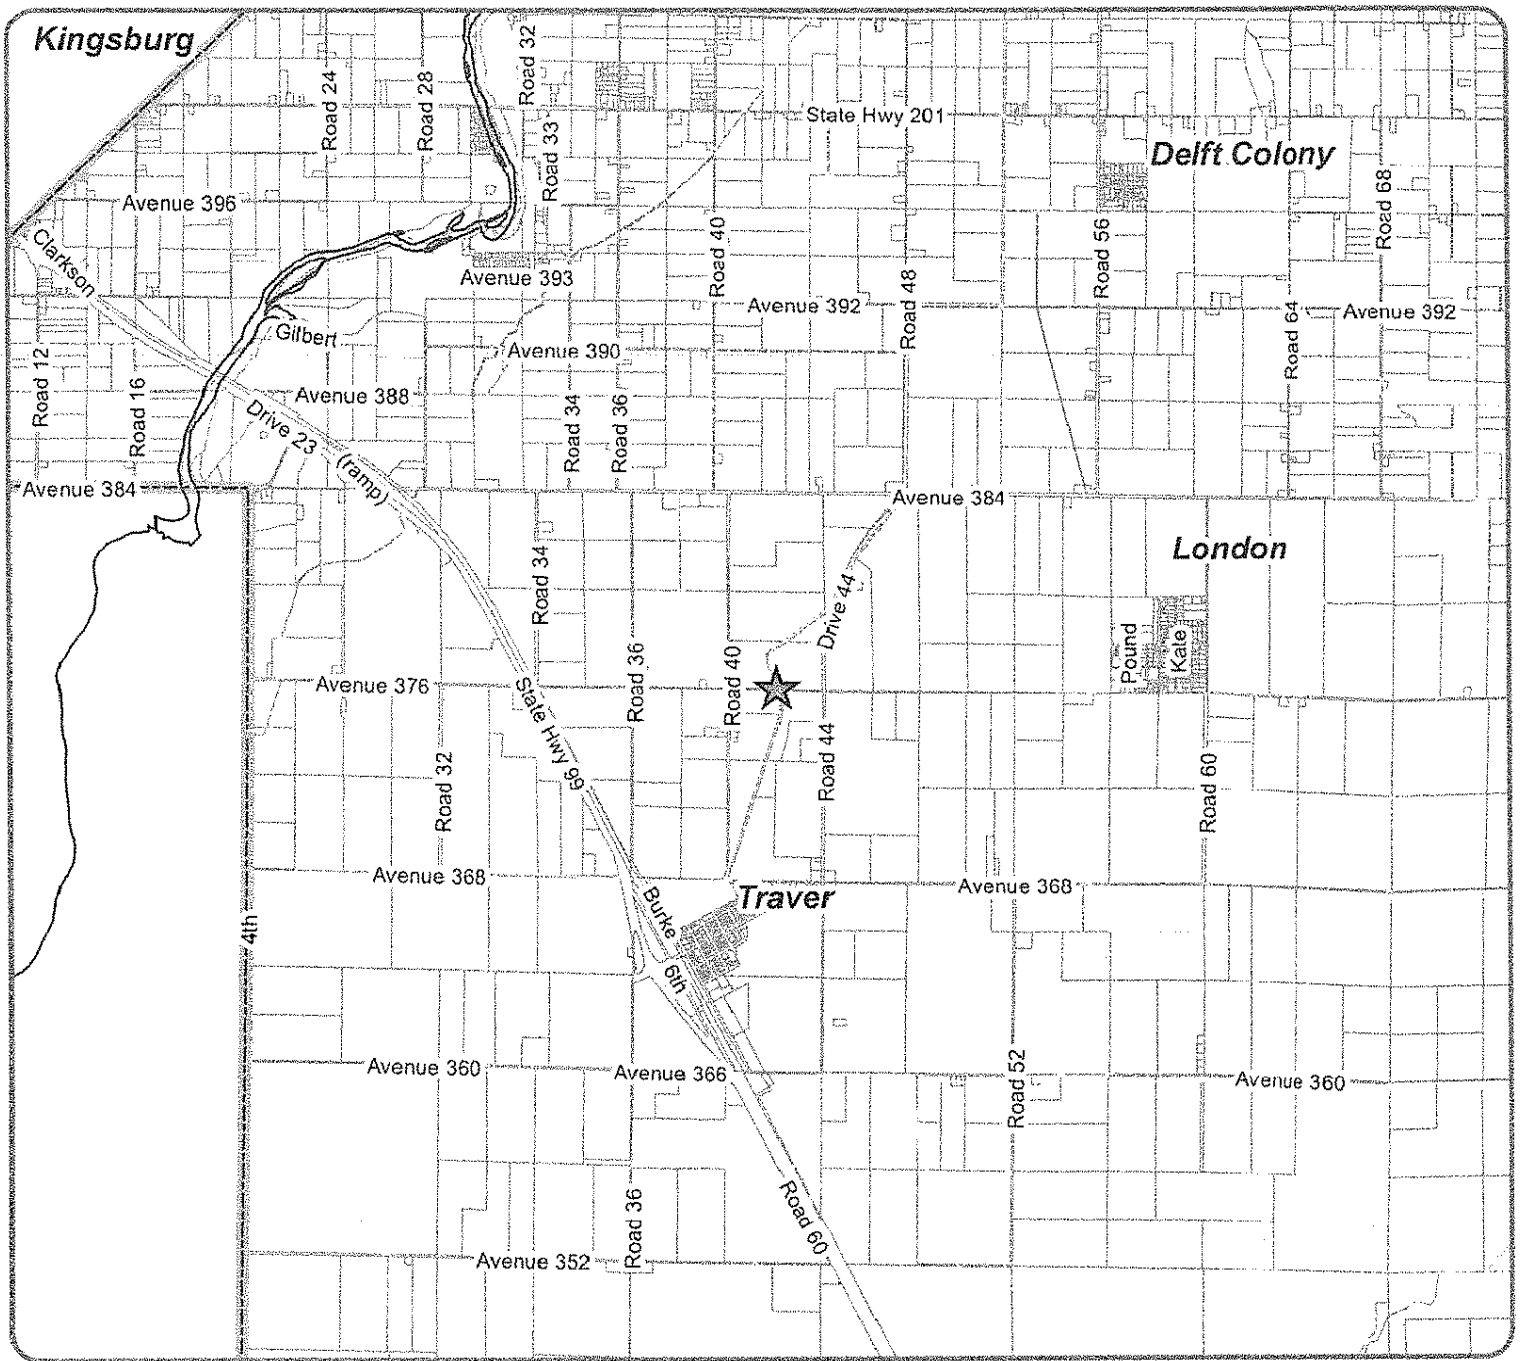 Kingsburg
Road 24
Road 28
Road 32
Road 33
State Hwy 201
Delft Colony
Avenue 396
Road 40
Road 56
Road 68
Clarkson
Avenue 393
Road 48
Avenue 392
Avenue 392
Gilbert
Road 64
Road 12
Road 16
Avenue 390
Avenue 388
Drive 23
Road 34
Road 36
(ramp)
Avenue 384
Avenue 384
Road 34
London
Drive 44
Pound
Kale
Avenue 376
Road 36
Road 40
State Hwy 99
Road 32
Road 44
Road 60
Avenue 368
Avenue 368
Traver
Burke
4th
6th
Avenue 360
Avenue 366
Road 52
Avenue 360
Road 36
Road 60
Avenue 352